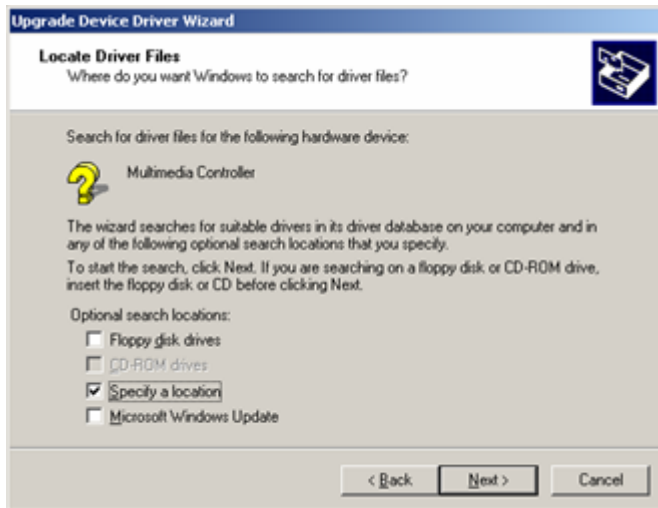 Upgrade Device Driver Wizard
Locate Driver Files
Where do you want Windows to search for driver files?
Search for driver files for the following hardware device:
Multimedia Controller
The wizard searches for suitable drivers in its driver database on your computer and in
any of the following optional search locations that you specify.
To start the search, click Next. If you are searching on a floppy disk or CD-ROM drive,
insert the floppy disk or CD before clicking Next.
Optional search locations:
Floppy disk drives
CD-ROM drives
Specify a location
Microsoft Windows Update
< Back Next > Cancel